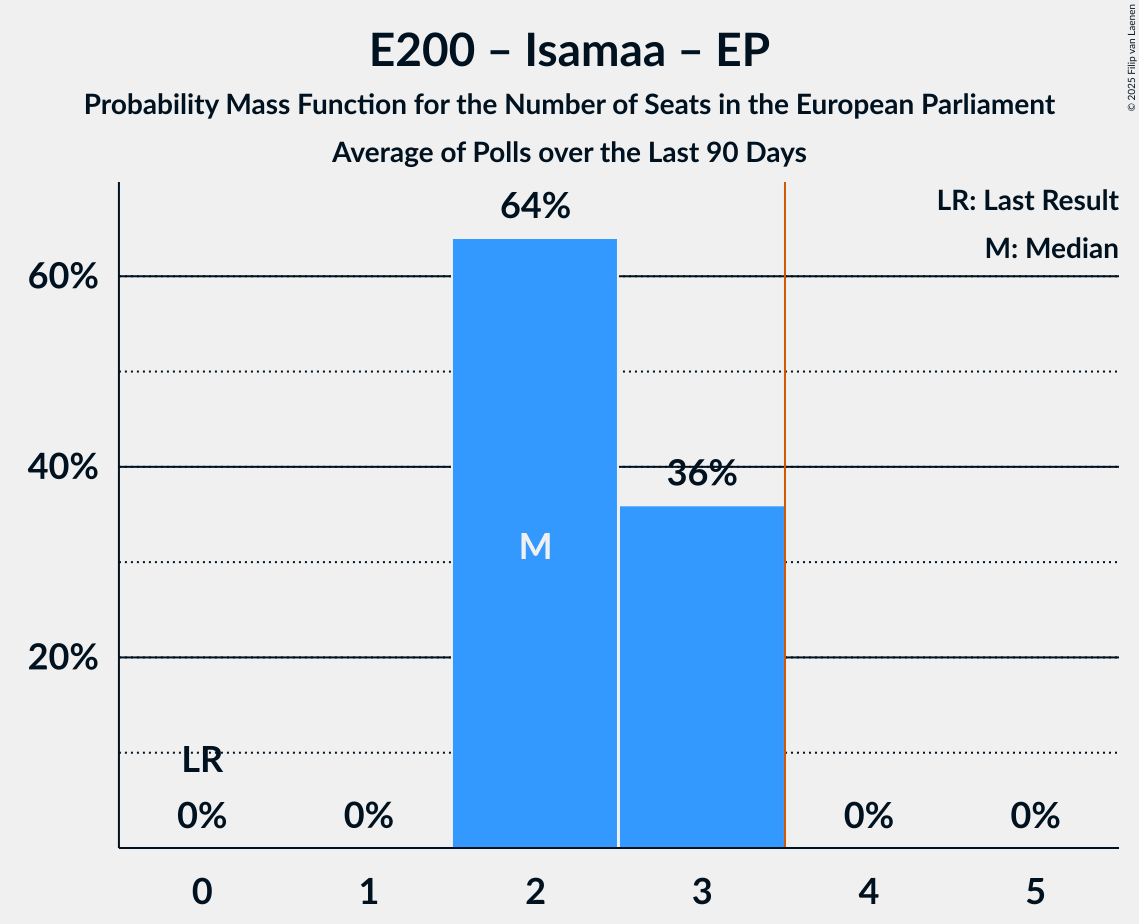 E200 – Isamaa – EP
Probability Mass Function for the Number of Seats in the European Parliament
Average of Polls over the Last 90 Days
© 2025 Filip van Laenen
LR: Last Result
M: Median
64%
60%
40%
36%
M
20%
LR
0%
0%
0%
0%
0 1 2 3 4 5